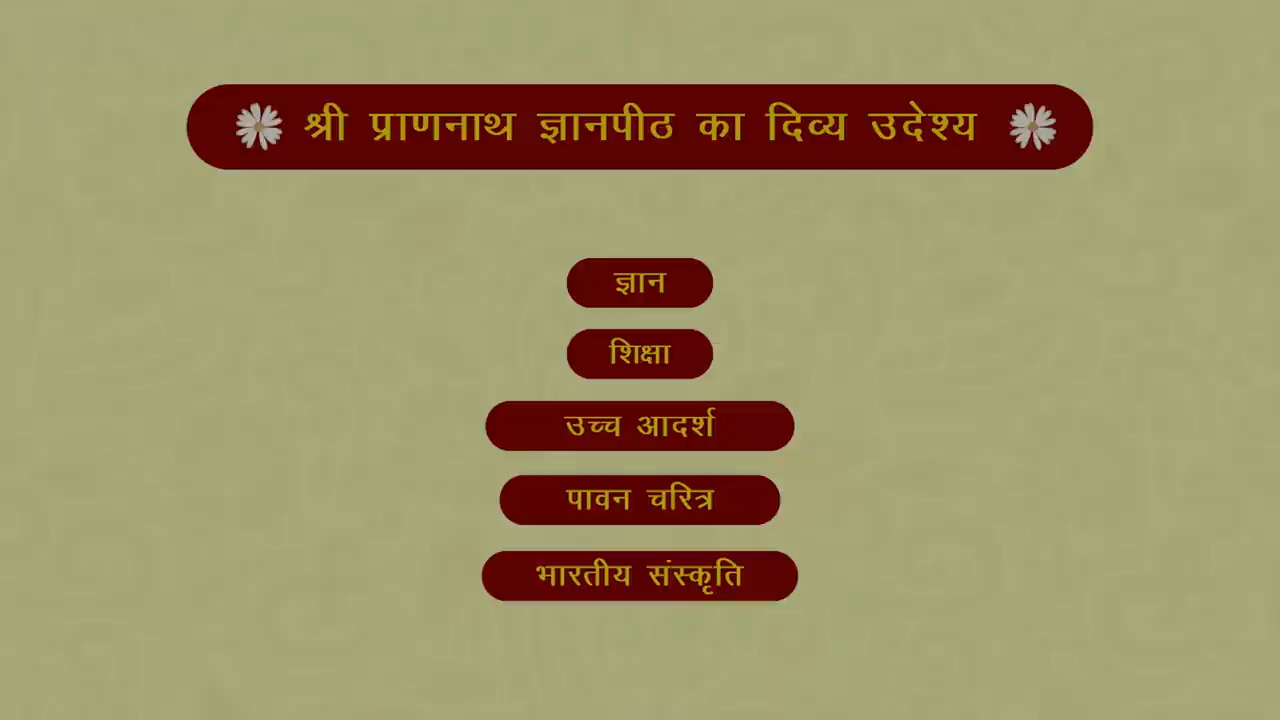 श्री प्राणनाथ ज्ञानपीठ का दिव्य उदेश्य
ज्ञान
शिक्षा
उच्च आदर्श
पावन चरित्र
भारतीय संस्कृति